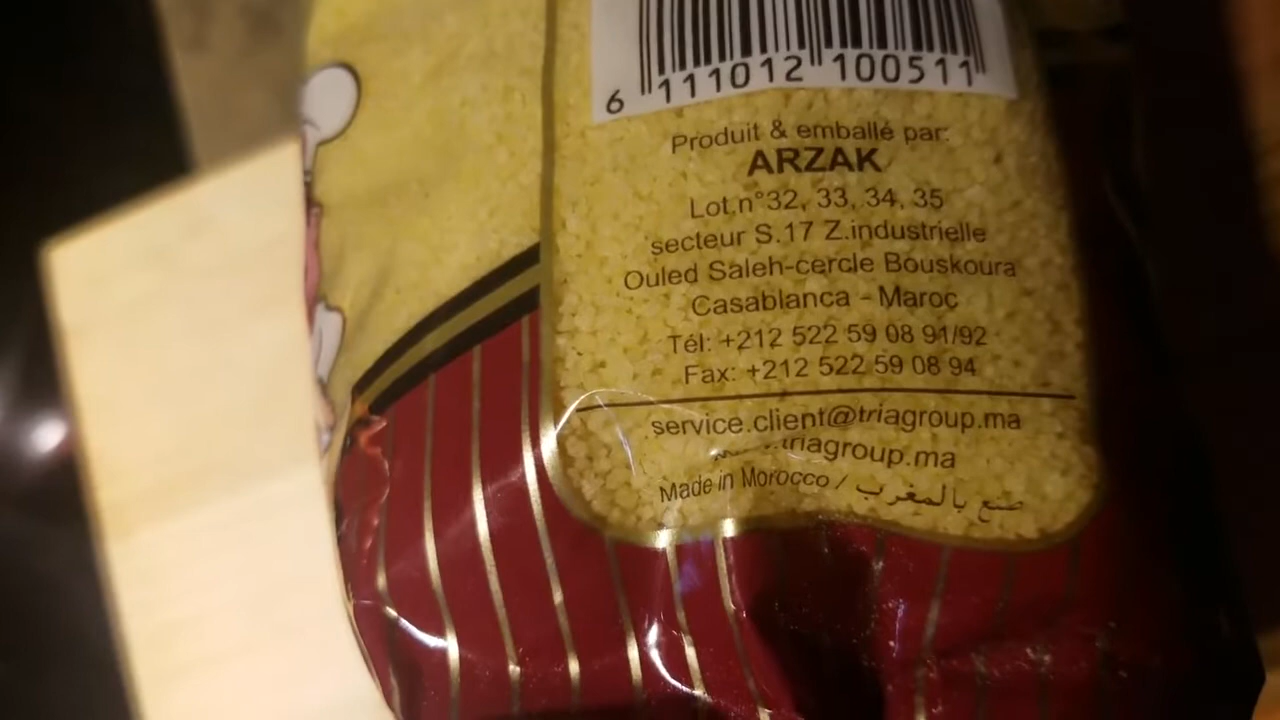 6 111012 100511
Produit & emballé par:
ARZAK
Lot.n°32, 33, 34, 35
secteur S.17 Z.industrielle
Ouled Saleh-cercle Bouskoura
Casablanca - Maroc
Tél: +212 522 59 08 91/92
Fax: +212 522 59 08 94
service.client@triagroup.ma
triagroup.ma
Made in Morocco / صنع بالمغرب